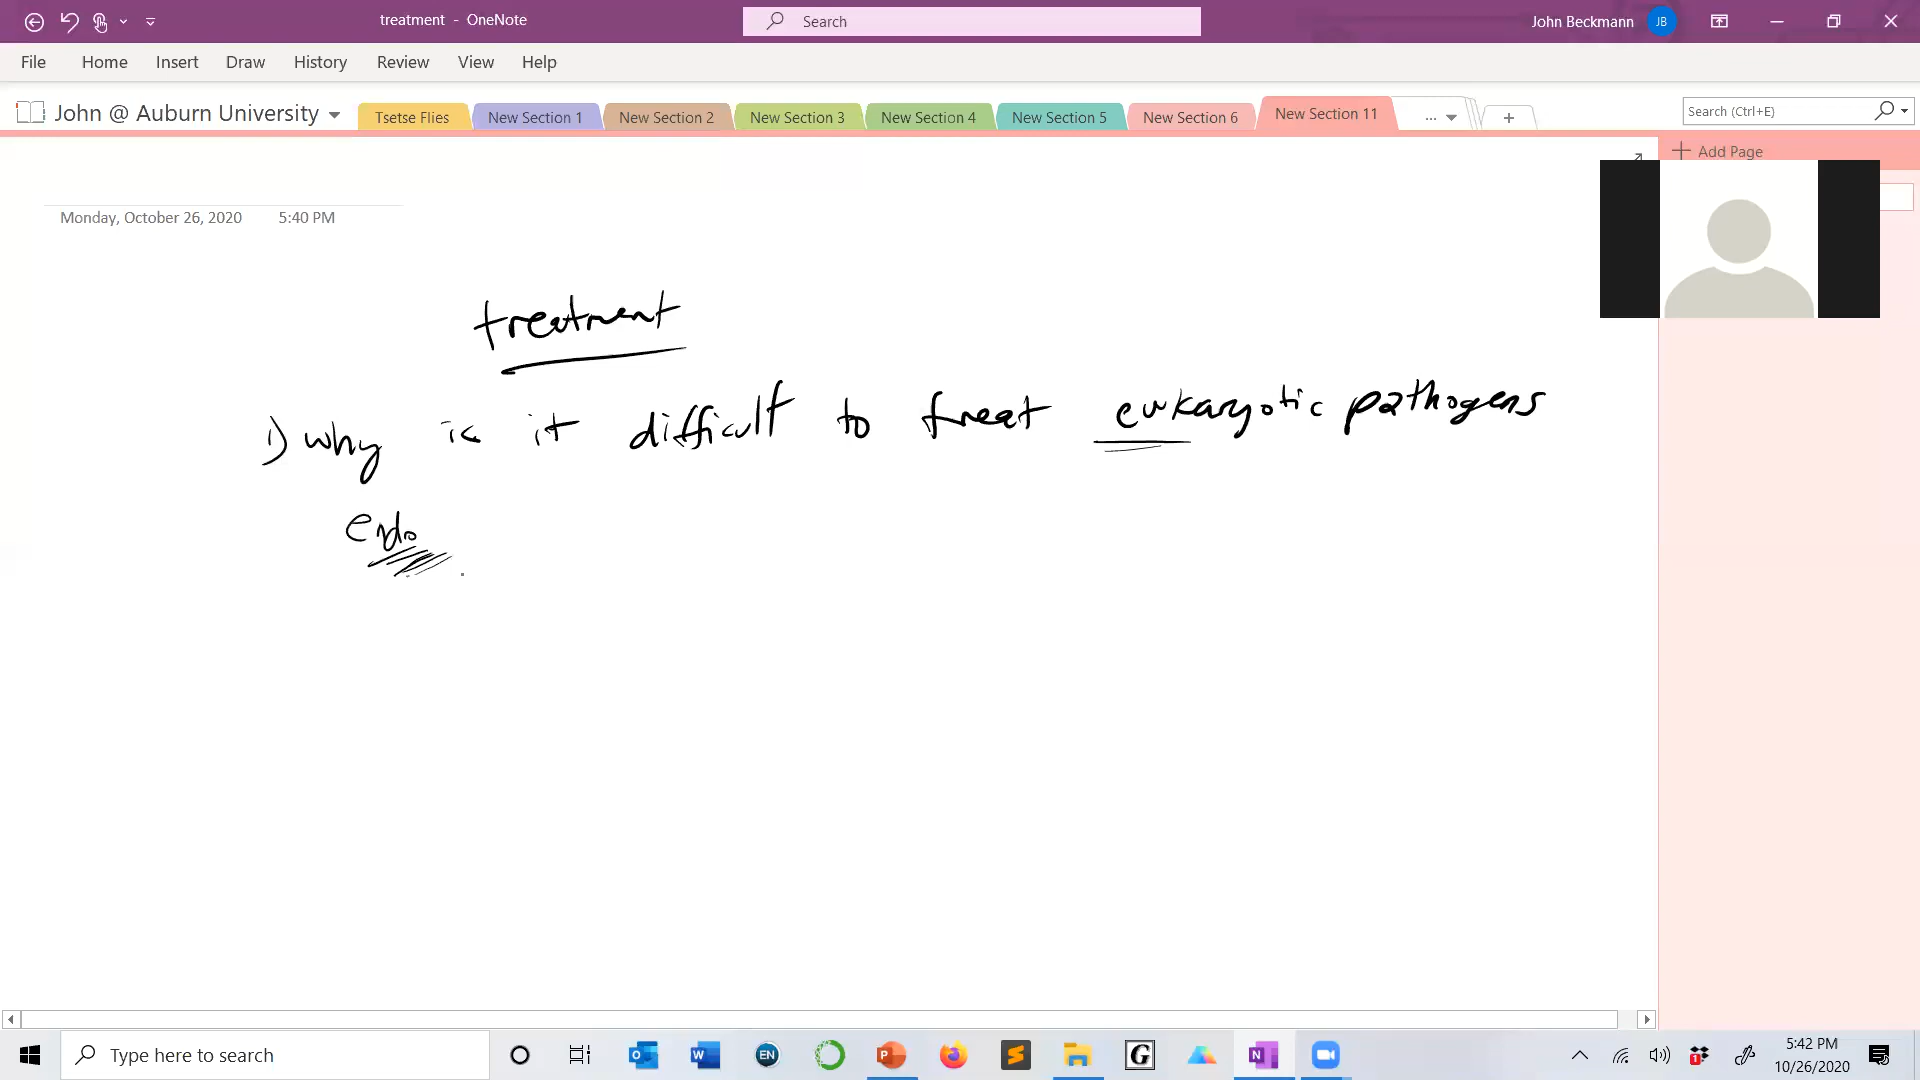 treatment - OneNote
Search
John Beckmann
JB
File Home Insert Draw History Review View Help
John @ Auburn University
Tsetse Flies New Section 1 New Section 2 New Section 3 New Section 4 New Section 5 New Section 6 New Section 11 ... +
Search (Ctrl+E)
Add Page
Monday, October 26, 2020 5:40 PM
treatment
1) why is it difficult to treat eukaryotic pathogens
endo
Type here to search
EN
G
5:42 PM
10/26/2020